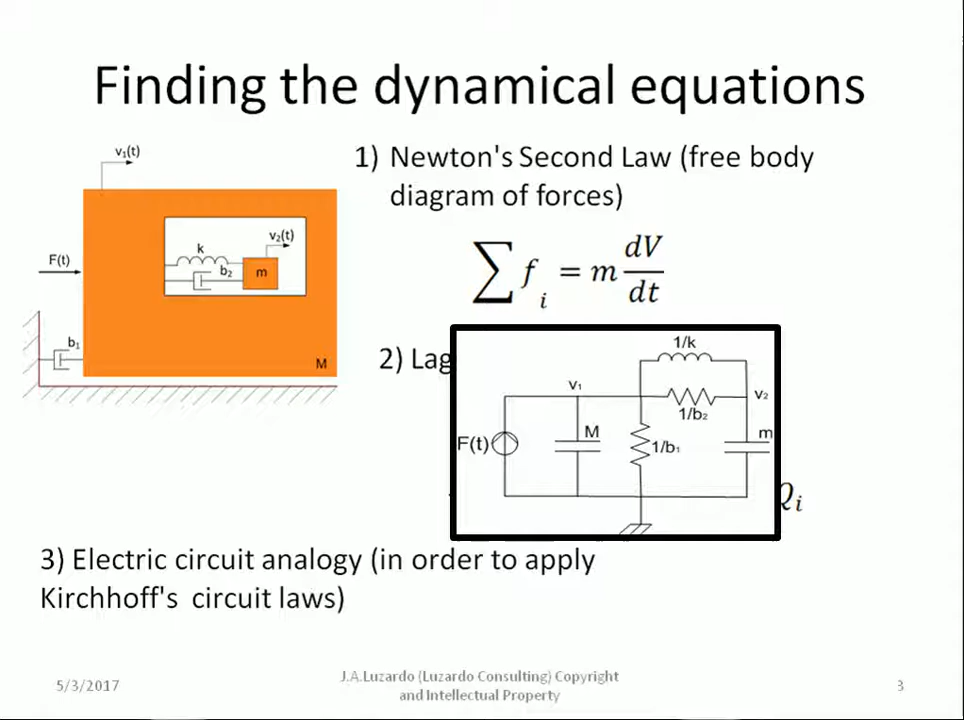 Finding the dynamical equations
v₁(t)
1) Newton's Second Law (free body
diagram of forces)
F(t)
k
b₂
v₂(t)
m
b₁
M
∑ f i = m dV/dt
2) Lag
1/k
V₁
1/b₂
V₂
F(t)
M
1/b₁
m
Qᵢ
3) Electric circuit analogy (in order to apply
Kirchhoff's circuit laws)
5/3/2017
J.A.Luzardo (Luzardo Consulting) Copyright
and Intellectual Property
3